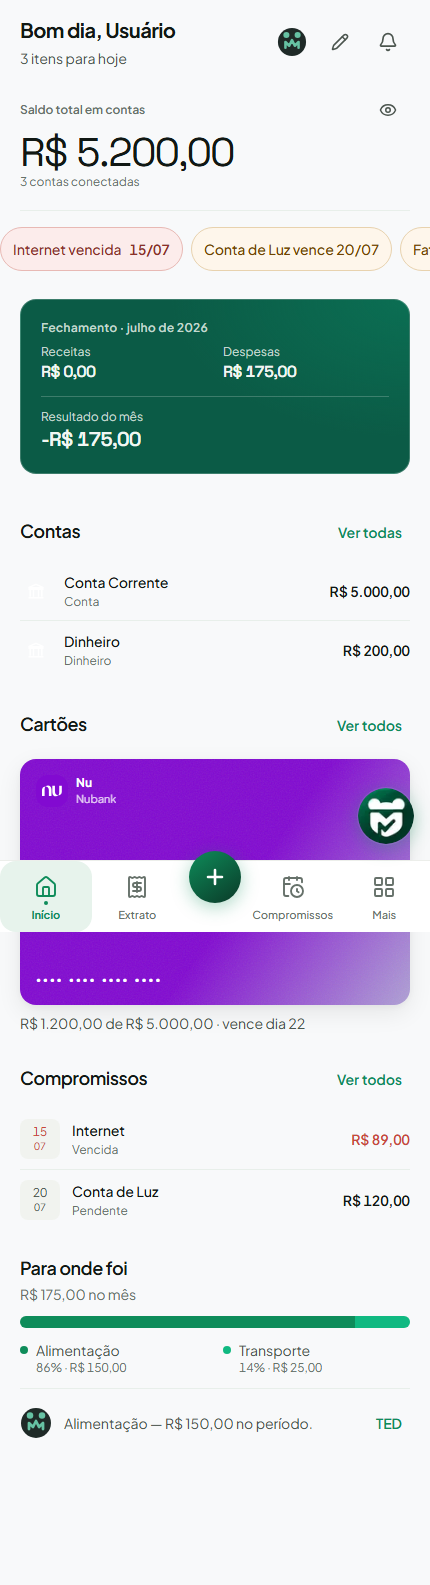 Bom dia, Usuário
3 itens para hoje
Saldo total em contas
R$ 5.200,00
3 contas conectadas
Internet vencida 15/07
Conta de Luz vence 20/07
Fa
Fechamento · julho de 2026
Receitas
Despesas
R$ 0,00
R$ 175,00
Resultado do mês
-R$ 175,00
Contas
Ver todas
Conta Corrente
Conta
R$ 5.000,00
Dinheiro
Dinheiro
R$ 200,00
Cartões
Ver todos
nu
Nu
Nubank
Início
Extrato
Compromissos
Mais
•••• •••• •••• ••••
R$ 1.200,00 de R$ 5.000,00 · vence dia 22
Compromissos
Ver todos
15
07
Internet
Vencida
R$ 89,00
20
07
Conta de Luz
Pendente
R$ 120,00
Para onde foi
R$ 175,00 no mês
Alimentação
86% · R$ 150,00
Transporte
14% · R$ 25,00
Alimentação — R$ 150,00 no período.
TED